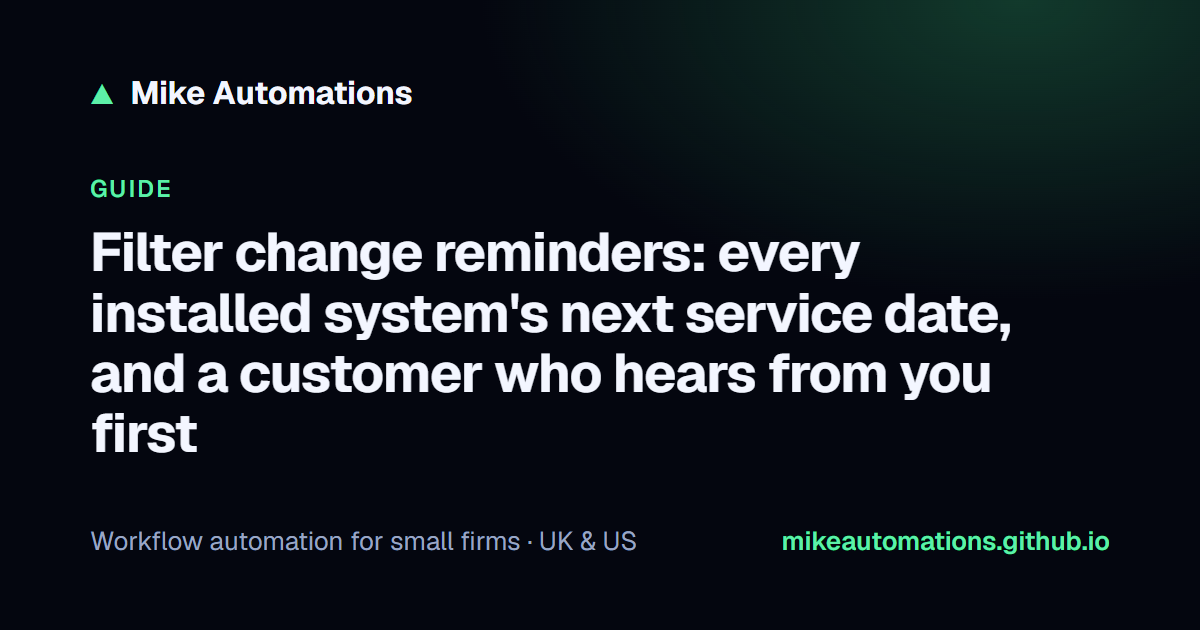 Mike Automations
GUIDE
Filter change reminders: every
installed system's next service date,
and a customer who hears from you
first
Workflow automation for small firms · UK & US
mikeautomations.github.io